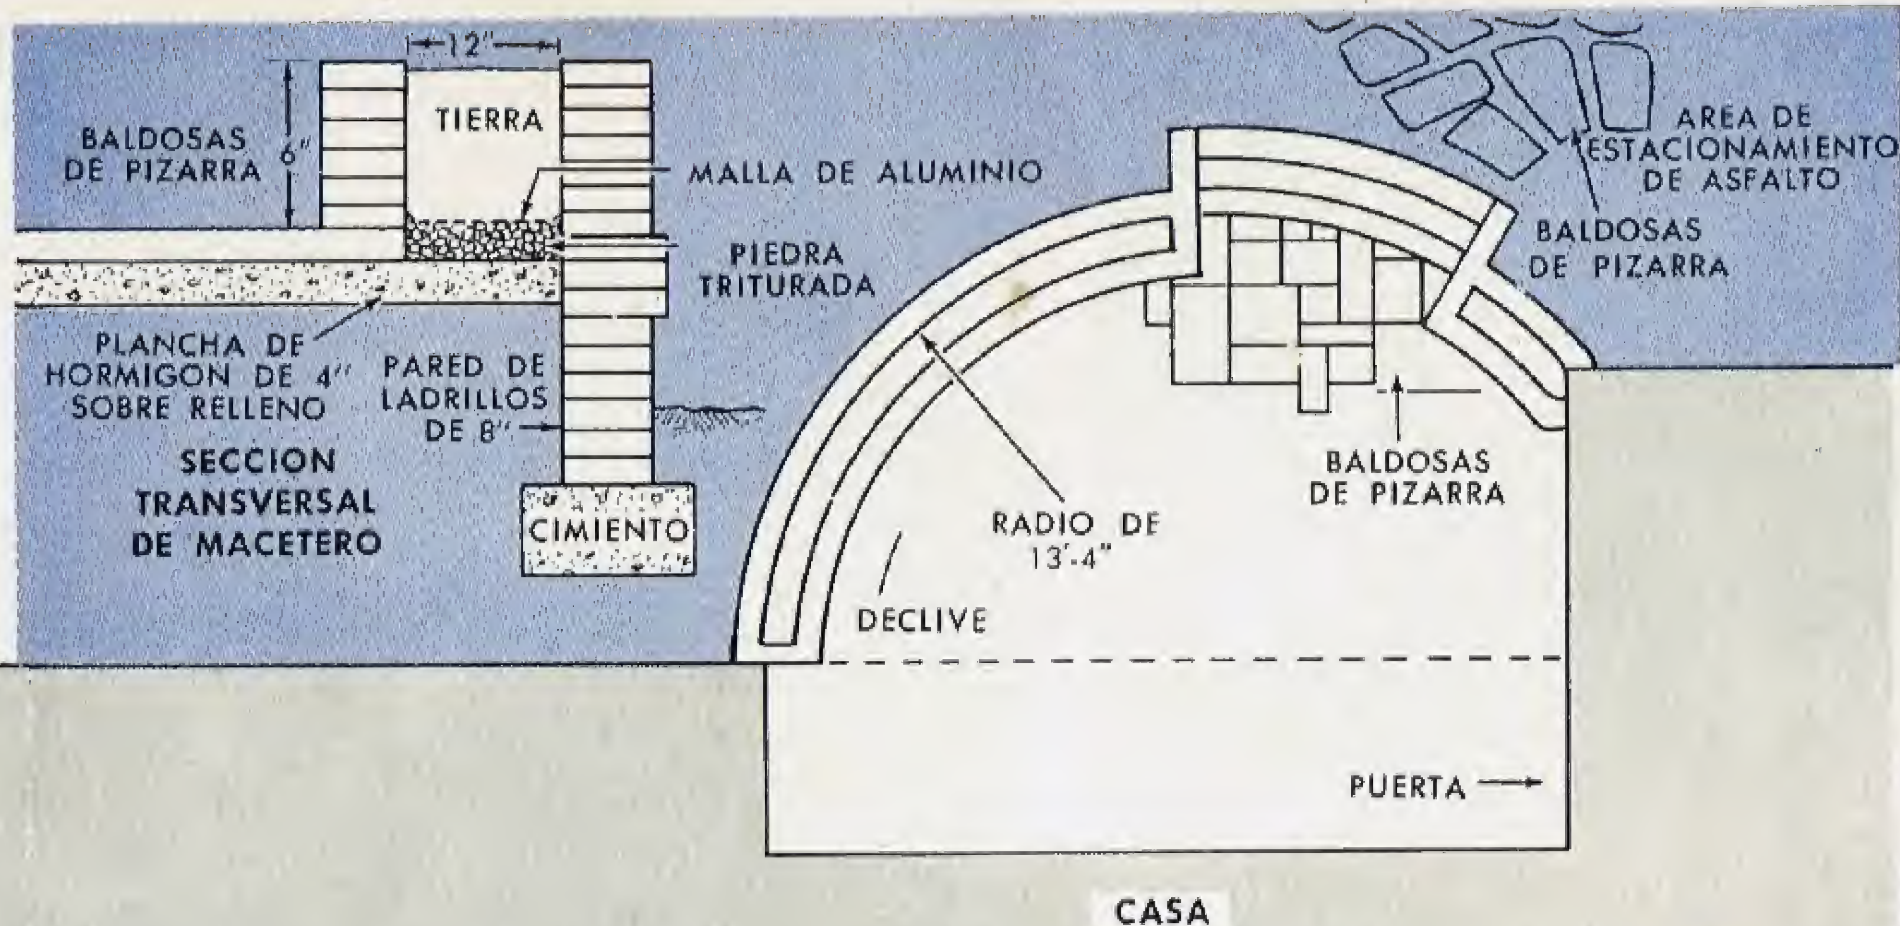 12"
TIERRA
BALDOSAS
DE PIZARRA
6"
MALLA DE ALUMINIO
PIEDRA
TRITURADA
PLANCHA DE
HORMIGON DE 4"
SOBRE RELLENO
PARED DE
LADRILLOS
DE 8"
SECCION
TRANSVERSAL
DE MACETERO
CIMIENTO
AREA DE
ESTACIONAMIENTO
DE ASFALTO
BALDOSAS
DE PIZARRA
BALDOSAS
DE PIZARRA
RADIO DE
13'-4"
DECLIVE
PUERTA
CASA